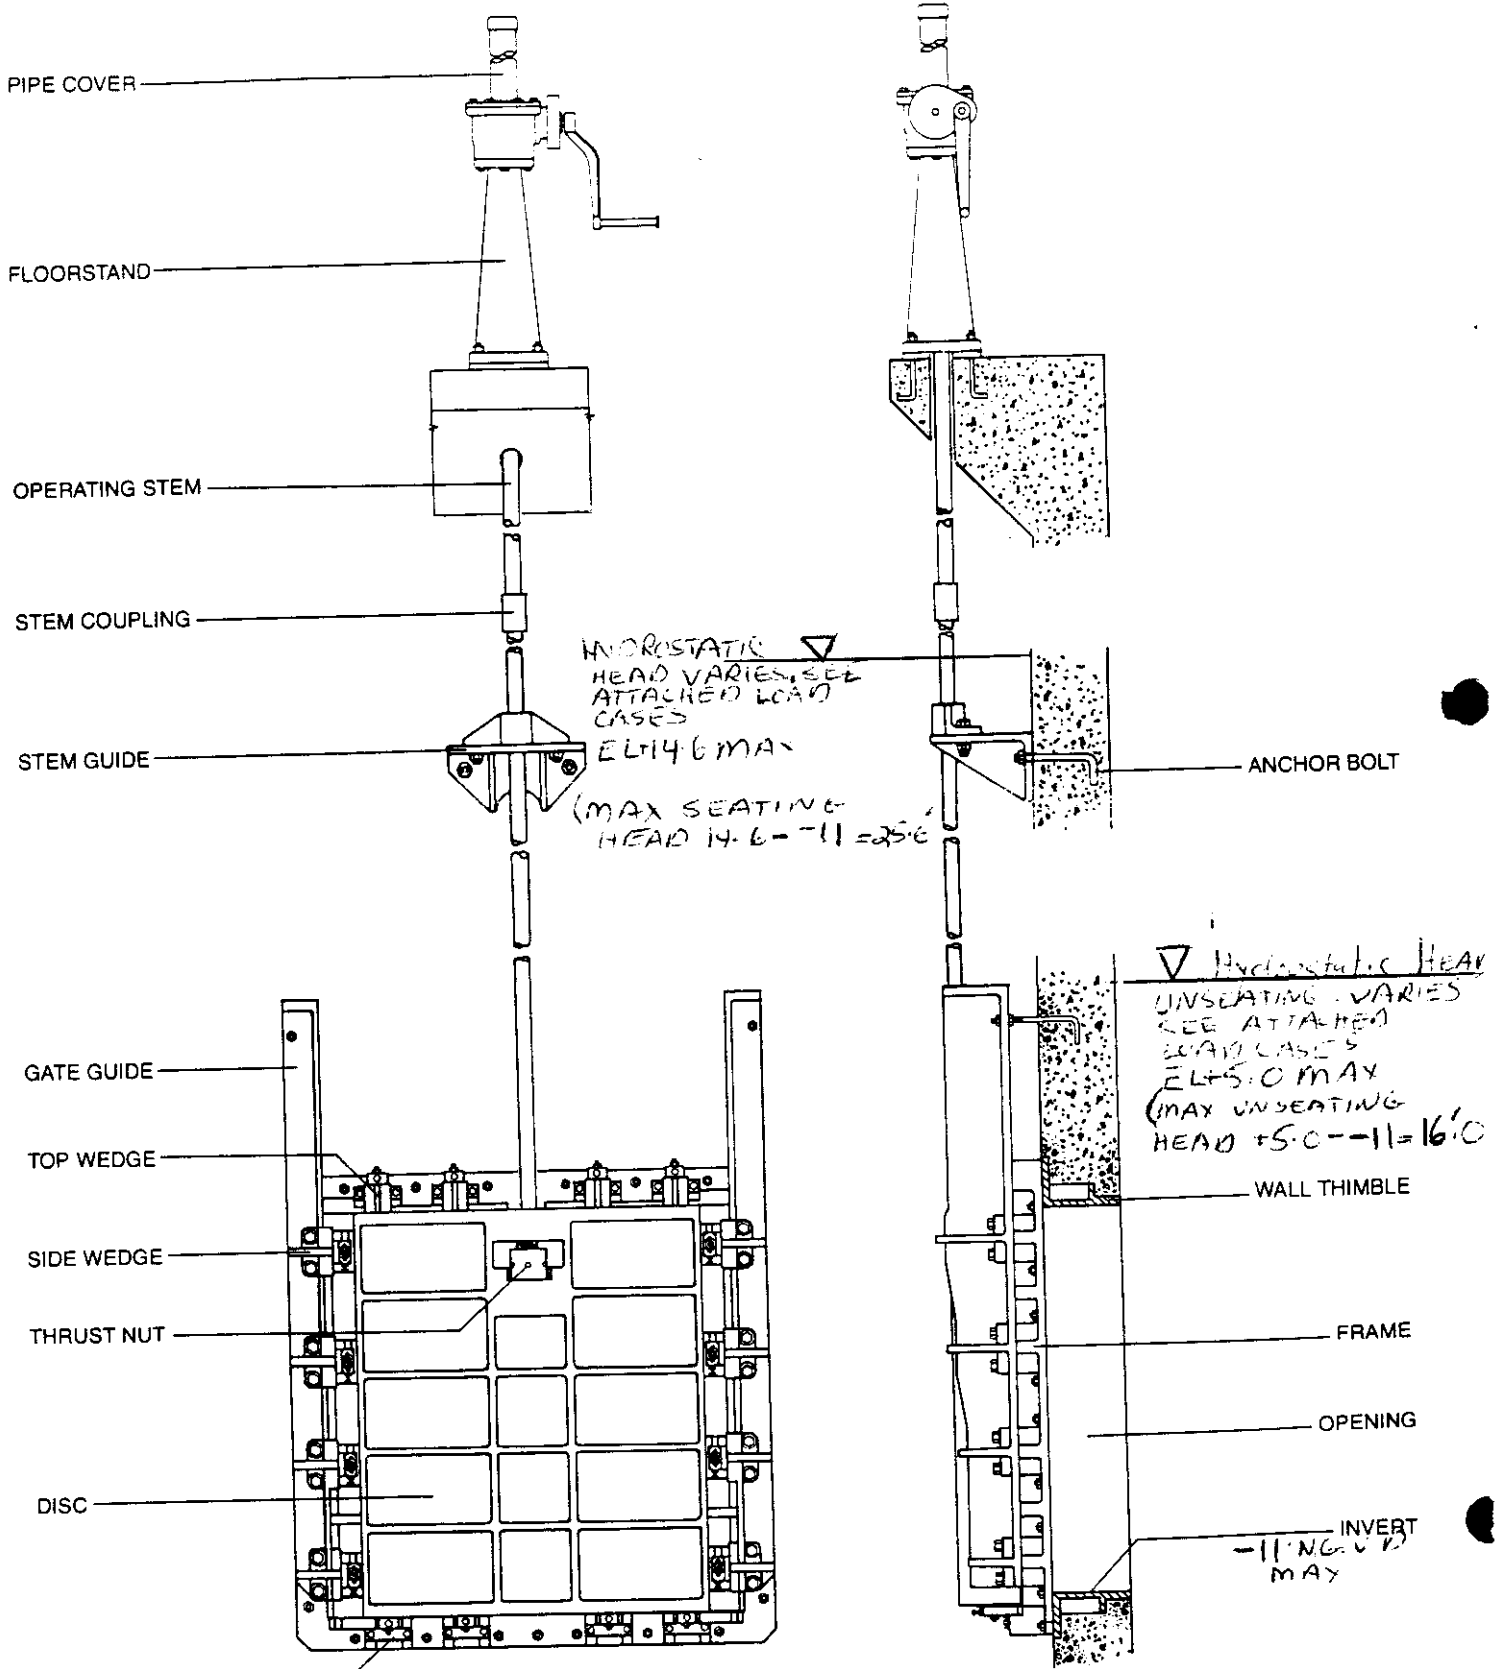 PIPE COVER
FLOORSTAND
OPERATING STEM
STEM COUPLING
HYDROSTATIC
HEAD VARIES, SEE
ATTACHED LOAD
CASES
EL+14.6 MAX
STEM GUIDE
(MAX SEATING
HEAD 14.6 - -11 = 25.6'
ANCHOR BOLT
Hydrostatic HEAD
UNSEATING VARIES
SEE ATTACHED
LOAD CASES
EL+5.0 MAX
(MAX UNSEATING
HEAD +5.0 - -11 = 16.'0
GATE GUIDE
TOP WEDGE
WALL THIMBLE
SIDE WEDGE
THRUST NUT
FRAME
OPENING
DISC
INVERT
-11 N.G.V.D
MAX